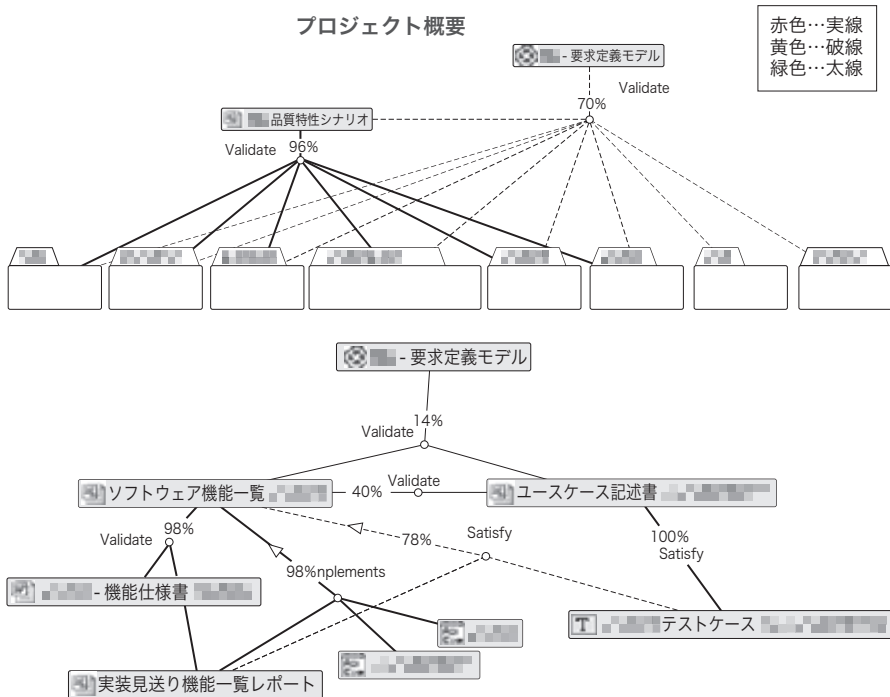 プロジェクト概要
赤色…実線
黄色…破線
緑色…太線
- 要求定義モデル
Validate
70%
品質特性シナリオ
Validate 96%
- 要求定義モデル
14%
Validate
ソフトウェア機能一覧
40%
Validate
ユースケース記述書
98%
Validate
78%
Satisfy
100%
Satisfy
98%nplements
- 機能仕様書
T
テストケース
実装見送り機能一覧レポート